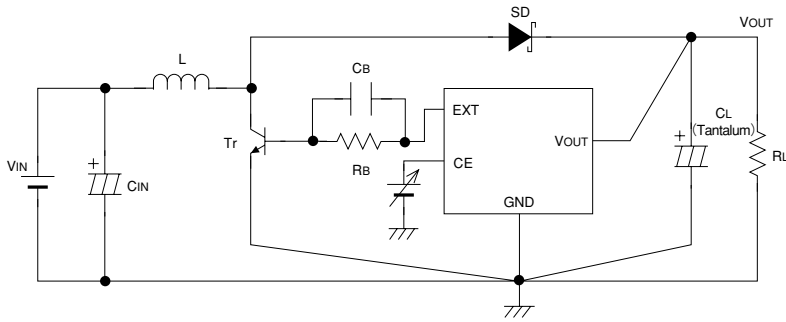 SD
VOUT
L
CB
EXT
CL
(Tantalum)
+
Tr
VOUT
RB
CE
RL
VIN
+
CIN
GND